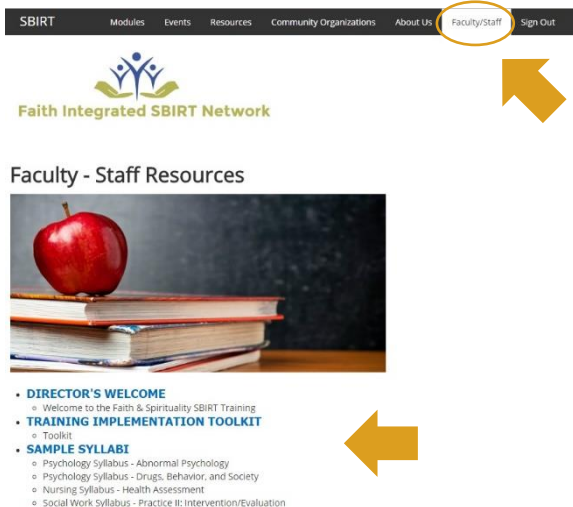 SBIRT Modules Events Resources Community Organizations About Us Faculty/Staff Sign Out
Faith Integrated SBIRT Network
Faculty - Staff Resources
• DIRECTOR'S WELCOME
○ Welcome to the Faith & Spirituality SBIRT Training
• TRAINING IMPLEMENTATION TOOLKIT
○ Toolkit
• SAMPLE SYLLABI
○ Psychology Syllabus - Abnormal Psychology
○ Psychology Syllabus - Drugs, Behavior, and Society
○ Nursing Syllabus - Health Assessment
○ Social Work Syllabus - Practice II: Intervention/Evaluation